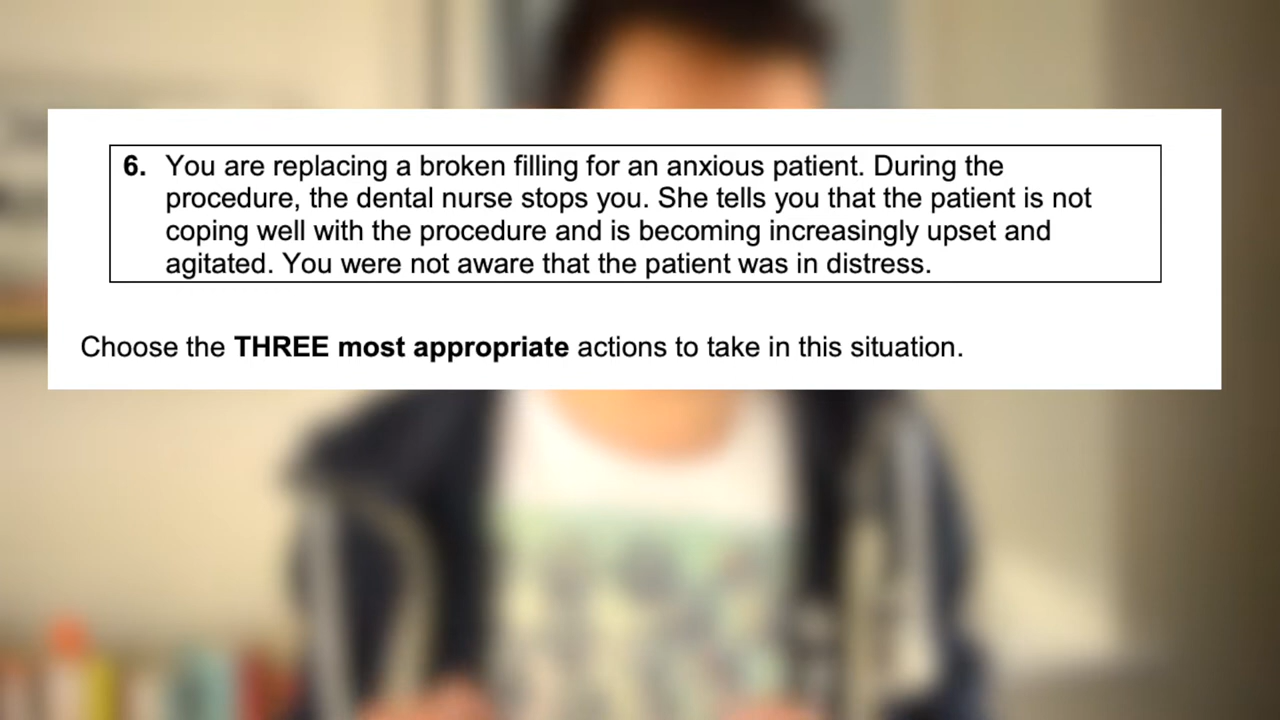 6. You are replacing a broken filling for an anxious patient. During the
procedure, the dental nurse stops you. She tells you that the patient is not
coping well with the procedure and is becoming increasingly upset and
agitated. You were not aware that the patient was in distress.
Choose the THREE most appropriate actions to take in this situation.